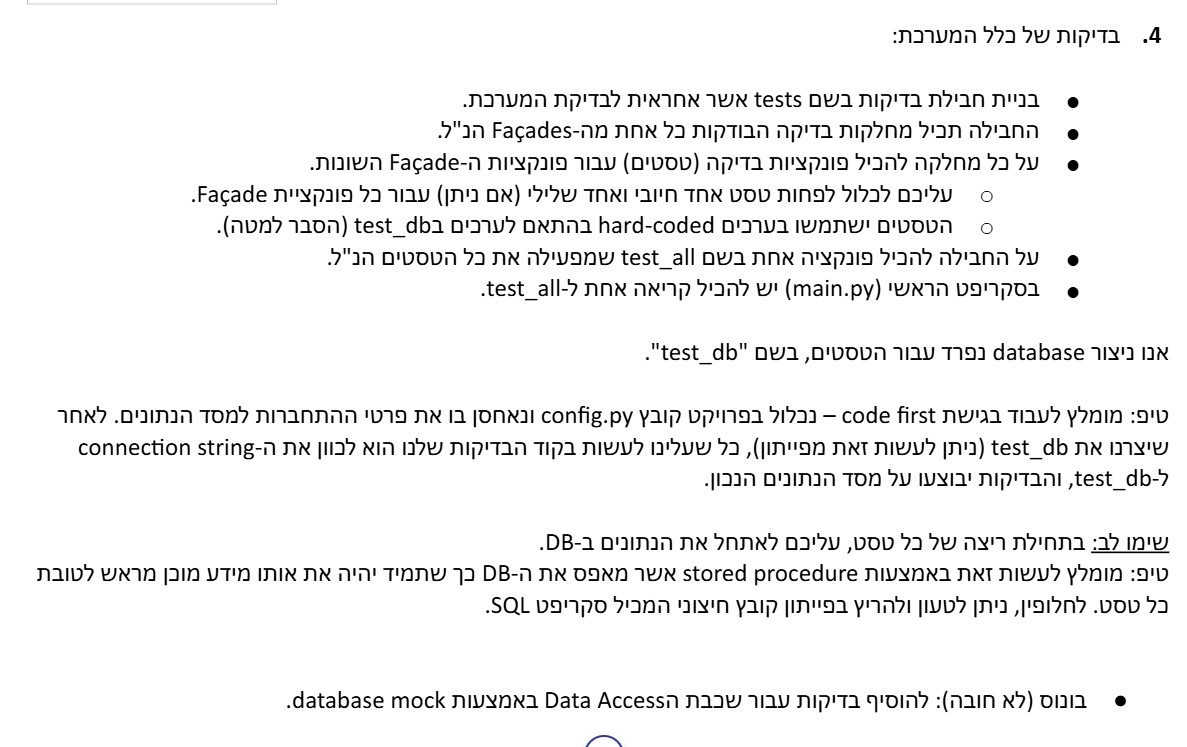 4. בדיקות של כלל המערכת:
● בניית חבילת בדיקות בשם tests אשר אחראית לבדיקת המערכת.
● החבילה תכיל מחלקות בדיקה הבודקות כל אחת מה-Façades הנ"ל.
● על כל מחלקה להכיל פונקציות בדיקה (טסטים) עבור פונקציות ה-Façade השונות.
○ עליכם לכלול לפחות טסט אחד חיובי ואחד שלילי (אם ניתן) עבור כל פונקציית Façade.
○ הטסטים ישתמשו בערכים hard-coded בהתאם לערכים בtest_db (הסבר למטה).
● על החבילה להכיל פונקציה אחת בשם test_all שמפעילה את כל הטסטים הנ"ל.
● בסקריפט הראשי (main.py) יש להכיל קריאה אחת ל-test_all.
אנו ניצור database נפרד עבור הטסטים, בשם "test_db".
טיפ: מומלץ לעבוד בגישת code first – נכלול בפרויקט קובץ config.py ונאחסן בו את פרטי ההתחברות למסד הנתונים. לאחר
שיצרנו את test_db (ניתן לעשות זאת מפייתון), כל שעלינו לעשות בקוד הבדיקות שלנו הוא לכוון את ה-connection string
ל-test_db, והבדיקות יבוצעו על מסד הנתונים הנכון.
שימו לב: בתחילת ריצה של כל טסט, עליכם לאתחל את הנתונים ב-DB.
טיפ: מומלץ לעשות זאת באמצעות stored procedure אשר מאפס את ה-DB כך שתמיד יהיה את אותו מידע מוכן מראש לטובת
כל טסט. לחלופין, ניתן לטעון ולהריץ בפייתון קובץ חיצוני המכיל סקריפט SQL.
● בונוס (לא חובה): להוסיף בדיקות עבור שכבת הData Access באמצעות database mock.